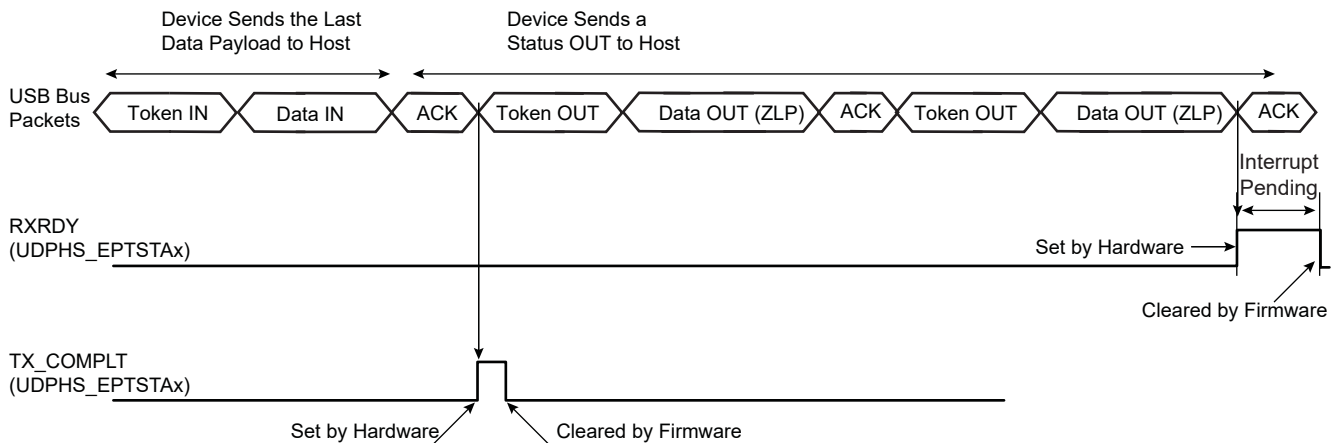 Device Sends the Last
Data Payload to Host
Device Sends a
Status OUT to Host
USB Bus
Packets
Token IN
Data IN
ACK
Token OUT
Data OUT (ZLP)
ACK
Token OUT
Data OUT (ZLP)
ACK
Interrupt
Pending
RXRDY
(UDPHS_EPTSTAx)
Set by Hardware
Cleared by Firmware
TX_COMPLT
(UDPHS_EPTSTAx)
Set by Hardware
Cleared by Firmware